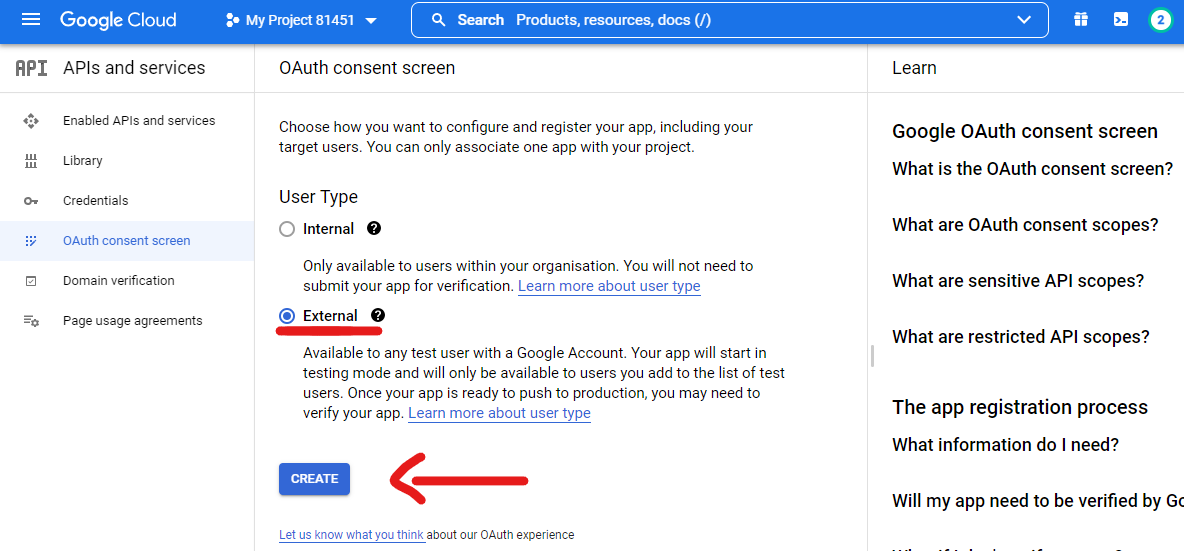 Google Cloud
My Project 81451
Search Products, resources, docs (/)
2
API APIs and services
Enabled APIs and services
Library
Credentials
OAuth consent screen
Domain verification
Page usage agreements
OAuth consent screen
Choose how you want to configure and register your app, including your
target users. You can only associate one app with your project.
User Type
Internal ?
Only available to users within your organisation. You will not need to
submit your app for verification. Learn more about user type
External ?
Available to any test user with a Google Account. Your app will start in
testing mode and will only be available to users you add to the list of test
users. Once your app is ready to push to production, you may need to
verify your app. Learn more about user type
CREATE
Let us know what you think about our OAuth experience
Learn
Google OAuth consent screen
What is the OAuth consent screen?
What are OAuth consent scopes?
What are sensitive API scopes?
What are restricted API scopes?
The app registration process
What information do I need?
Will my app need to be verified by Go